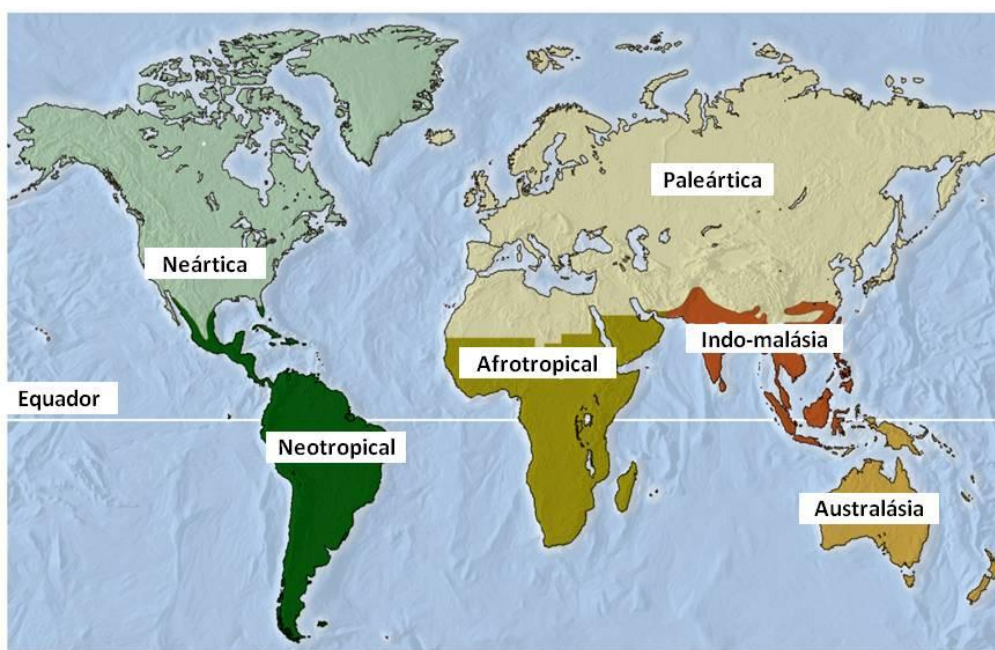 Paleártica
Neártica
Indo-malásia
Afrotropical
Equador
Neotropical
Australásia